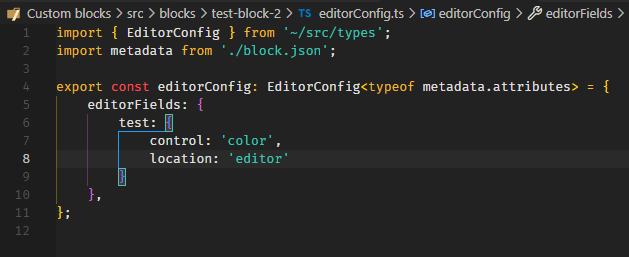 Custom blocks > src > blocks > test-block-2 > TS editorConfig.ts > editorConfig > editorFields
1 import { EditorConfig } from '~/src/types';
2 import metadata from './block.json';
3
4 export const editorConfig: EditorConfig<typeof metadata.attributes> = {
5 editorFields: {
6 test: {
7 control: 'color',
8 location: 'editor'
9 }
10 },
11 };
12